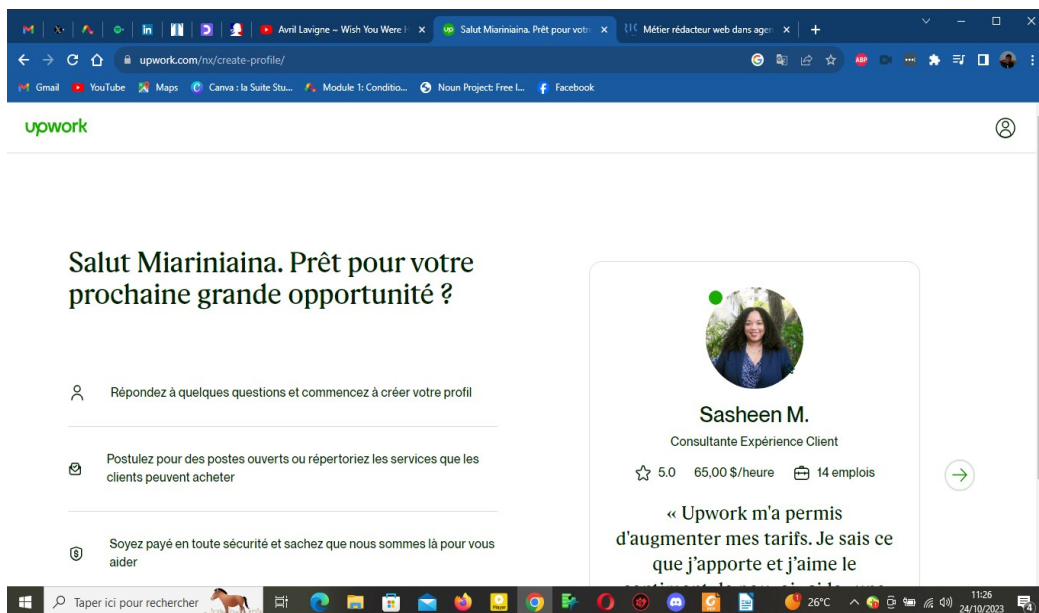 Avril Lavigne ~ Wish You Were H
Salut Miariniaina. Prêt pour votr
Métier rédacteur web dans agen
upwork.com/nx/create-profile/
ABP
Gmail
YouTube
Maps
Canva : la Suite Stu...
Module 1: Conditio...
Noun Project: Free I...
Facebook
upwork
Salut Miariniaina. Prêt pour votre
prochaine grande opportunité ?
Répondez à quelques questions et commencez à créer votre profil
Postulez pour des postes ouverts ou répertoriez les services que les
clients peuvent acheter
Soyez payé en toute sécurité et sachez que nous sommes là pour vous
aider
Sasheen M.
Consultante Expérience Client
5.0 65,00 $/heure 14 emplois
« Upwork m'a permis
d'augmenter mes tarifs. Je sais ce
que j'apporte et j'aime le
Taper ici pour rechercher
26°C
11:26
24/10/2023